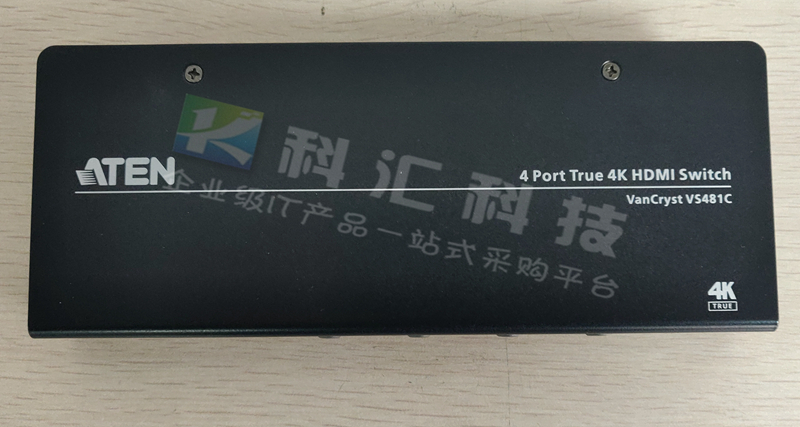 科汇科技
企业级IT产品一站式采购平台
ATEN
4 Port True 4K HDMI Switch
VanCryst VS481C
4K
TRUE